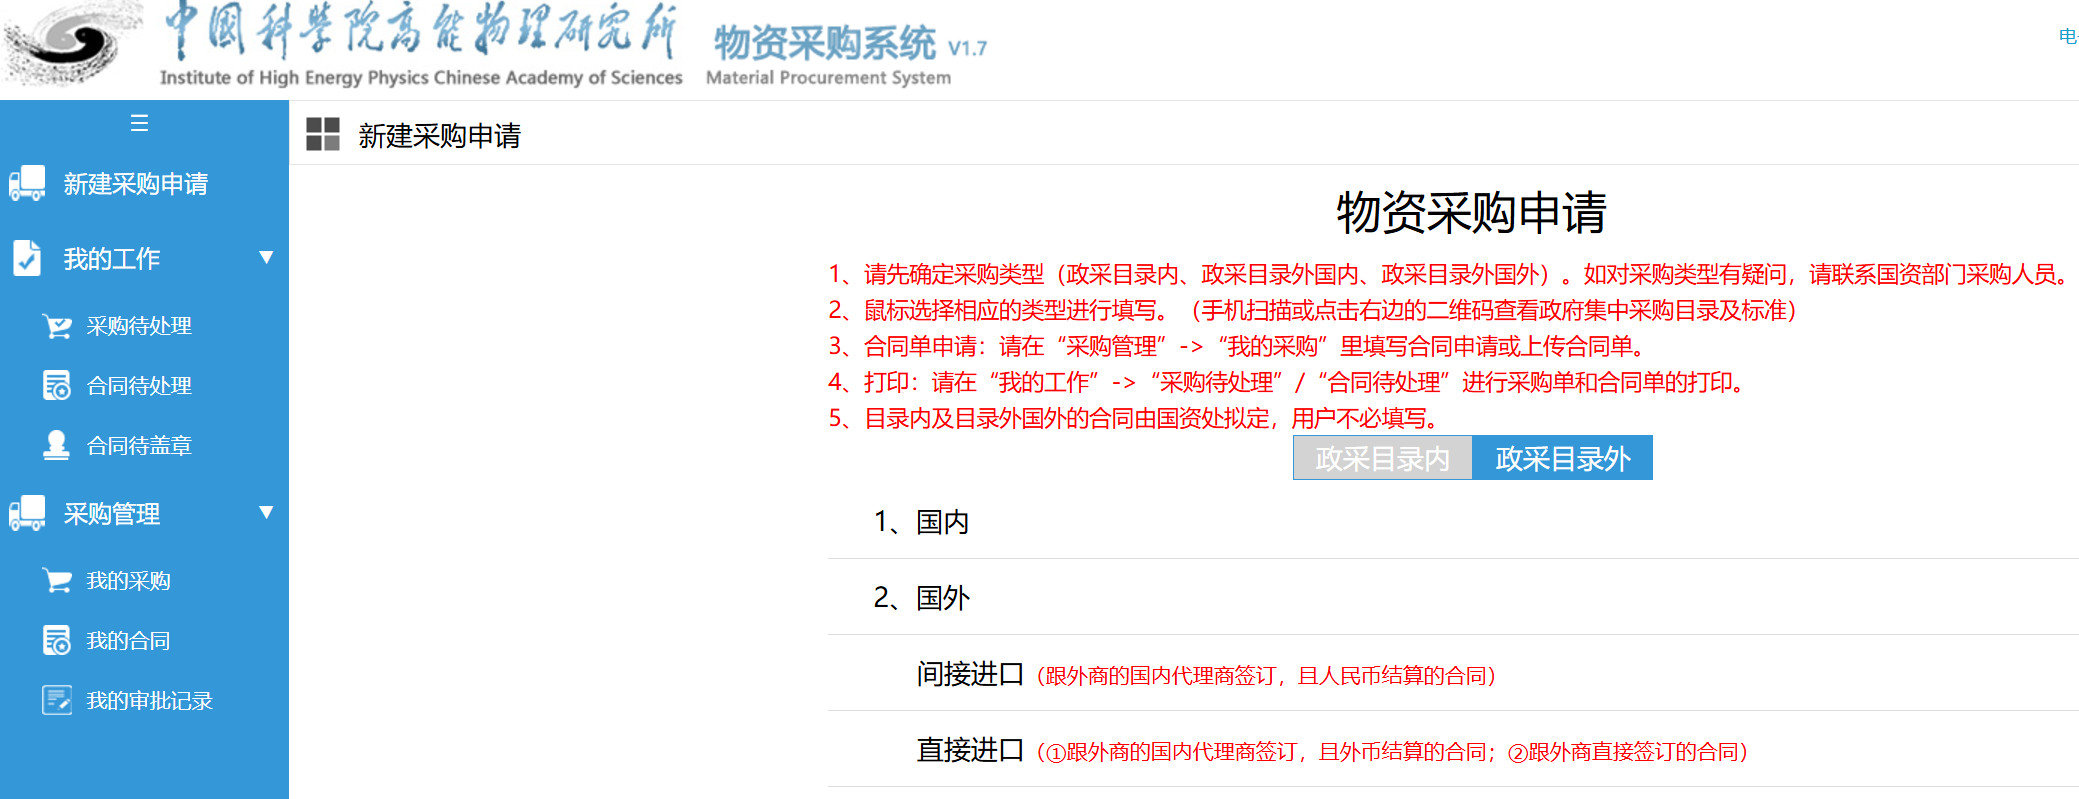 中國科學院高能物理研究所
Institute of High Energy Physics Chinese Academy of Sciences
物资采购系统 V1.7
Material Procurement System
电
☰
新建采购申请
我的工作 ▼
采购待处理
合同待处理
合同待盖章
采购管理 ▼
我的采购
我的合同
我的审批记录
新建采购申请
物资采购申请
1、请先确定采购类型（政采目录内、政采目录外国内、政采目录外国外）。如对采购类型有疑问，请联系国资部门采购人员。
2、鼠标选择相应的类型进行填写。（手机扫描或点击右边的二维码查看政府集中采购目录及标准）
3、合同单申请：请在“采购管理”->“我的采购”里填写合同申请或上传合同单。
4、打印：请在“我的工作”->“采购待处理”/“合同待处理”进行采购单和合同单的打印。
5、目录内及目录外国外的合同由国资处拟定，用户不必填写。
政采目录内 政采目录外
1、国内
2、国外
间接进口（跟外商的国内代理商签订，且人民币结算的合同）
直接进口（①跟外商的国内代理商签订，且外币结算的合同；②跟外商直接签订的合同）